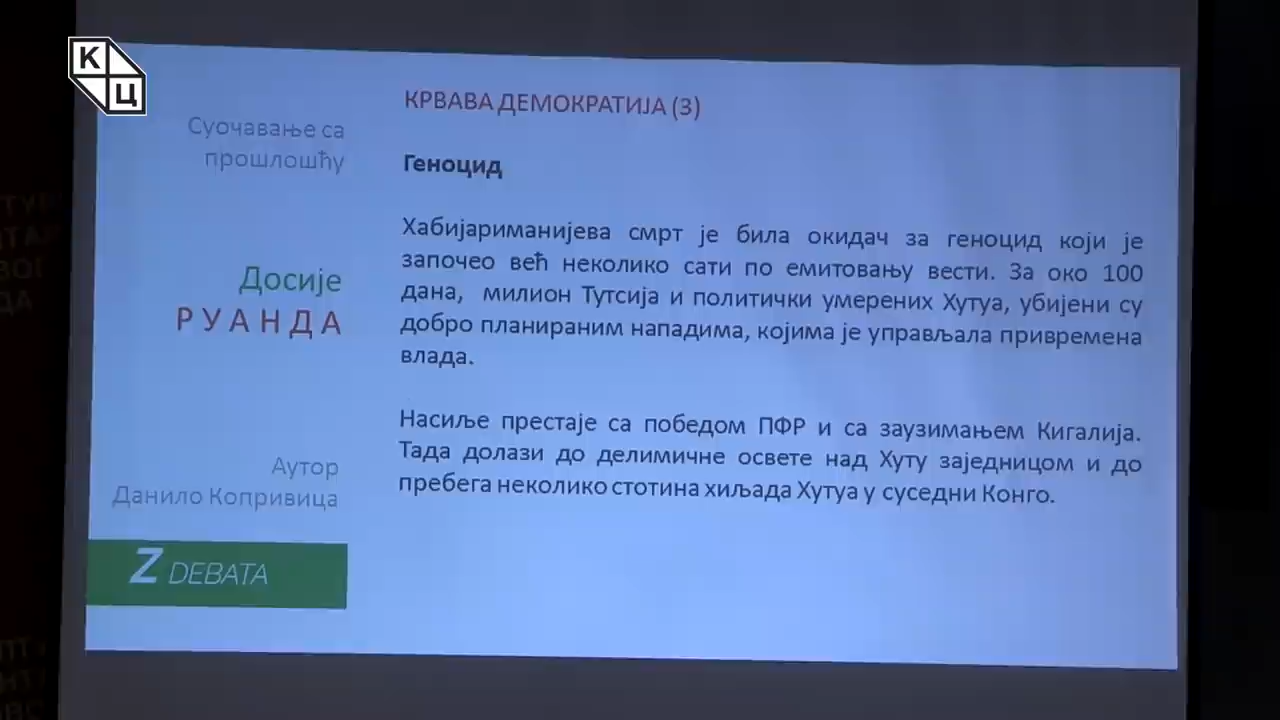 К
Ц
Суочавање са
прошлошћу
Досије
РУАНДА
Аутор
Данило Копривица
Z DEBATA
КРВАВА ДЕМОКРАТИЈА (3)
Геноцид
Хабијариманијева смрт је била окидач за геноцид који је
започео већ неколико сати по емитовању вести. За око 100
дана, милион Тутсија и политички умерених Хутуа, убијени су
добро планираним нападима, којима је управљала привремена
влада.
Насиље престаје са победом ПФР и са заузимањем Кигалија.
Тада долази до делимичне освете над Хуту заједницом и до
пребега неколико стотина хиљада Хутуа у суседни Конго.